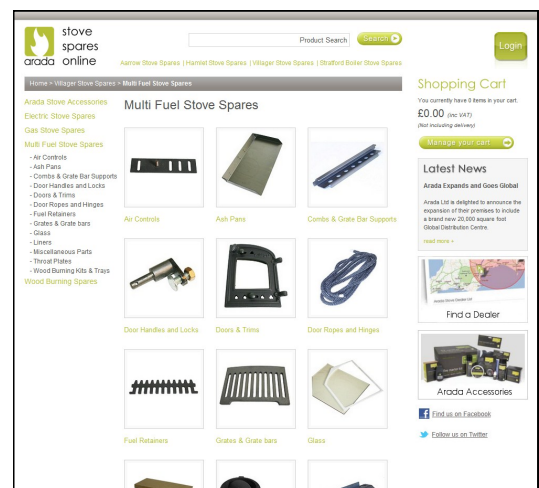 stove
spares
arada online
Product Search
Search
Login
Aarrow Stove Spares | Hamlet Stove Spares | Villager Stove Spares | Stratford Boiler Stove Spares
Home > Villager Stove Spares > Multi Fuel Stove Spares
Arada Stove Accessories
Electric Stove Spares
Gas Stove Spares
Multi Fuel Stove Spares
- Air Controls
- Ash Pans
- Combs & Grate Bar Supports
- Door Handles and Locks
- Doors & Trims
- Door Ropes and Hinges
- Fuel Retainers
- Grates & Grate bars
- Glass
- Liners
- Miscellaneous Parts
- Throat Plates
- Wood Burning Kits & Trays
Wood Burning Spares
Multi Fuel Stove Spares
Air Controls
Ash Pans
Combs & Grate Bar Supports
Door Handles and Locks
Doors & Trims
Door Ropes and Hinges
Fuel Retainers
Grates & Grate bars
Glass
Shopping Cart
You currently have 0 items in your cart.
£0.00 (inc VAT)
(Not including delivery)
Manage your cart
Latest News
Arada Expands and Goes Global
Arada Ltd is delighted to announce the
expansion of their premises to include
a brand new 20,000 square foot
Global Distribution Centre.
read more >
Find a Dealer
Arada Accessories
Find us on Facebook
Follow us on Twitter